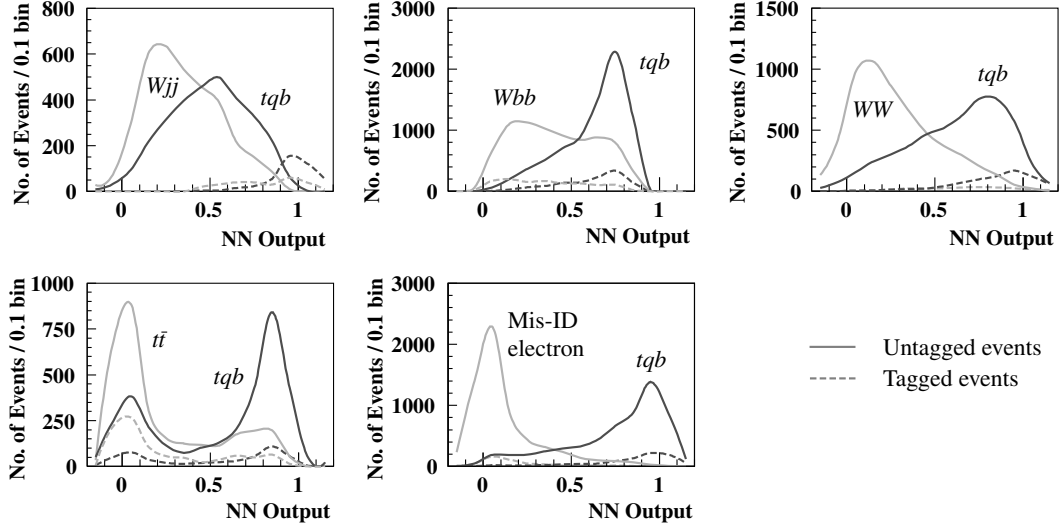 No. of Events / 0.1 bin
800
600
400
200
0
Wjj
tqb
0 0.5 1
NN Output
No. of Events / 0.1 bin
3000
2000
1000
0
Wbb
tqb
0 0.5 1
NN Output
No. of Events / 0.1 bin
1500
1000
500
0
WW
tqb
0 0.5 1
NN Output
No. of Events / 0.1 bin
1000
750
500
250
0
tt̄
tqb
0 0.5 1
NN Output
No. of Events / 0.1 bin
3000
2000
1000
0
Mis-ID
electron
tqb
0 0.5 1
NN Output
Untagged events
Tagged events